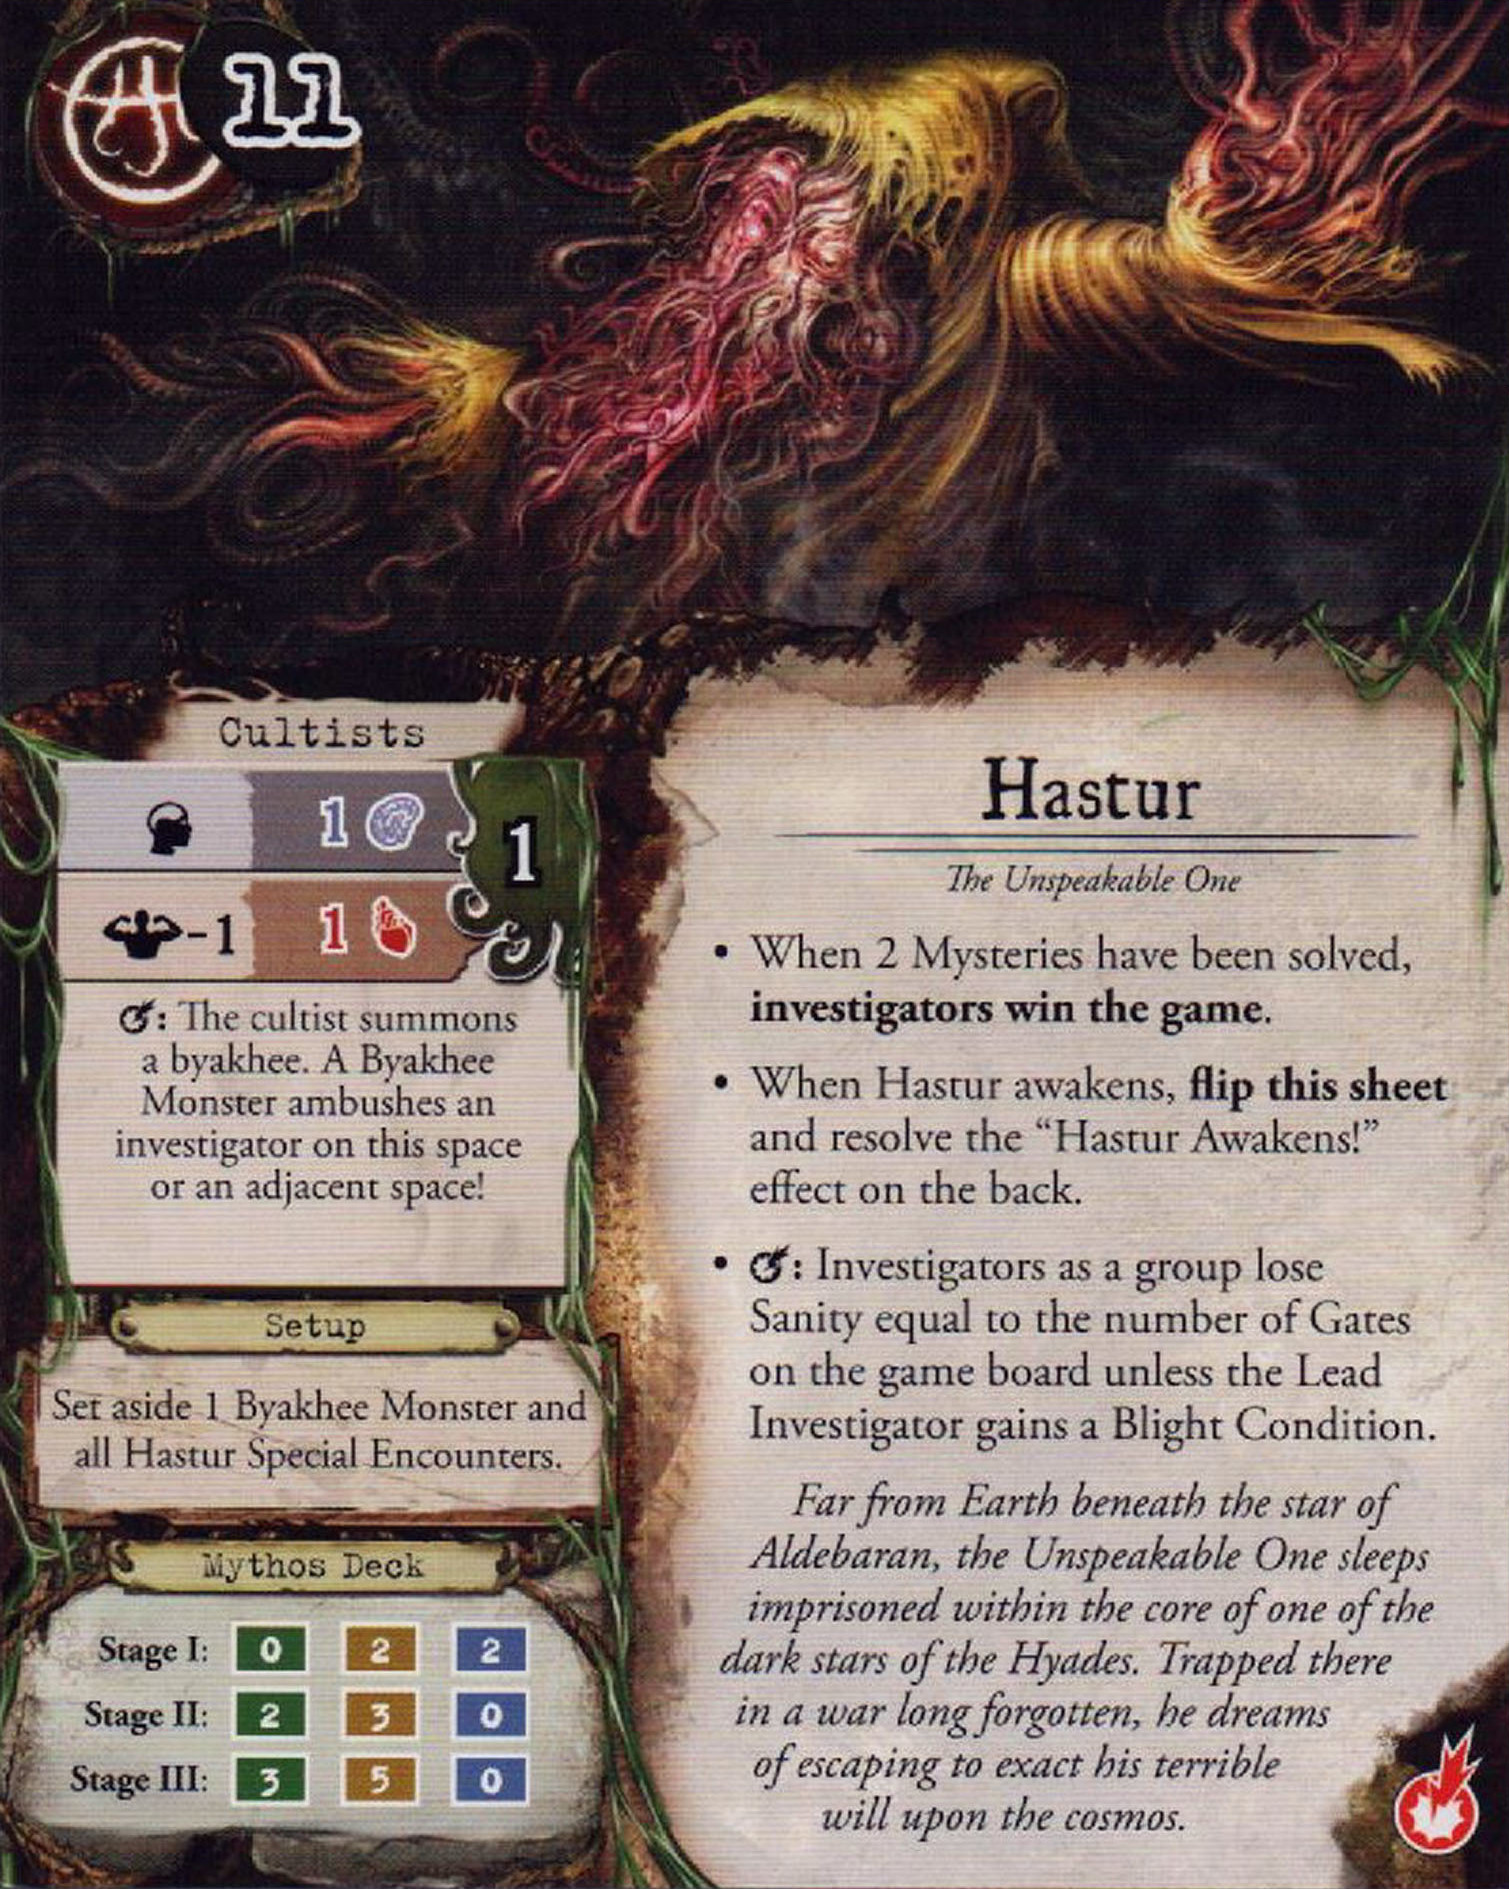 11
Cultists
1
1
-1
1
: The cultist summons
a byakhee. A Byakhee
Monster ambushes an
investigator on this space
or an adjacent space!
Setup
Set aside 1 Byakhee Monster and
all Hastur Special Encounters.
Mythos Deck
Stage I: 0 2 2
Stage II: 2 3 0
Stage III: 3 5 0
Hastur
The Unspeakable One
• When 2 Mysteries have been solved,
investigators win the game.
• When Hastur awakens, flip this sheet
and resolve the “Hastur Awakens!”
effect on the back.
• : Investigators as a group lose
Sanity equal to the number of Gates
on the game board unless the Lead
Investigator gains a Blight Condition.
Far from Earth beneath the star of
Aldebaran, the Unspeakable One sleeps
imprisoned within the core of one of the
dark stars of the Hyades. Trapped there
in a war long forgotten, he dreams
of escaping to exact his terrible
will upon the cosmos.